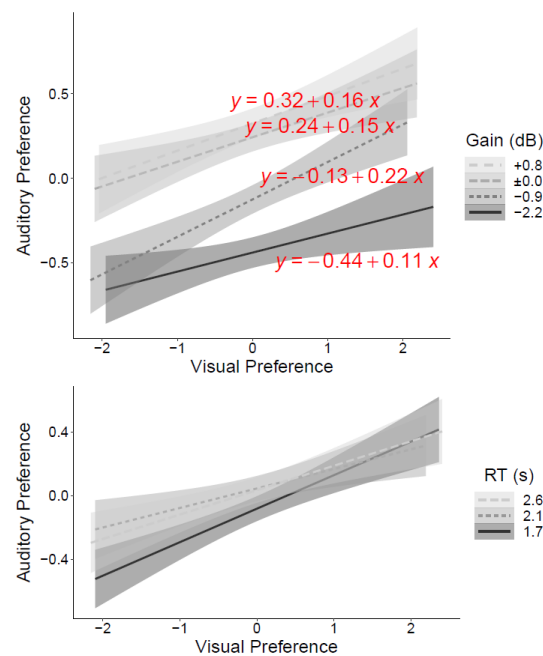 Auditory Preference
0.5
0.0
−0.5
y = 0.32 + 0.16 x
y = 0.24 + 0.15 x
y = −0.13 + 0.22 x
y = −0.44 + 0.11 x
−2 −1 0 1 2
Visual Preference
Gain (dB)
+0.8
±0.0
−0.9
−2.2
Auditory Preference
0.4
0.0
−0.4
−2 −1 0 1 2
Visual Preference
RT (s)
2.6
2.1
1.7